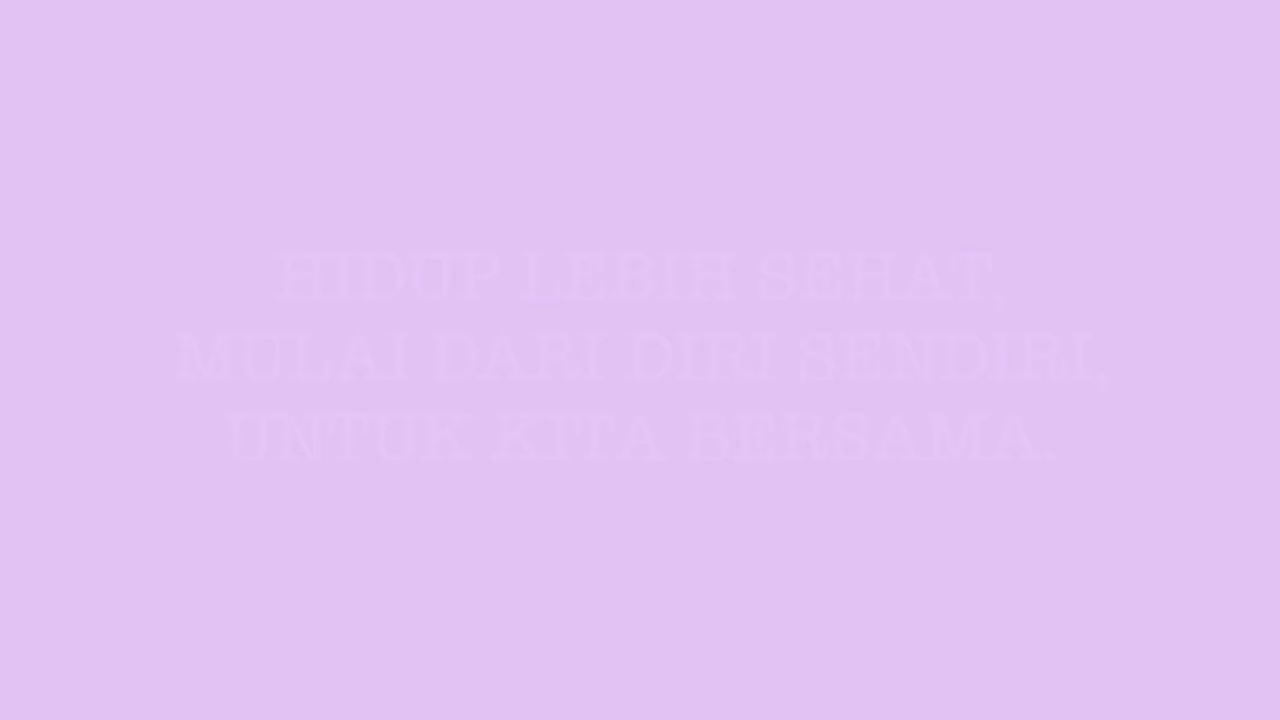 HIDUP LEBIH SEHAT,
MULAI DARI DIRI SENDIRI,
UNTUK KITA BERSAMA.